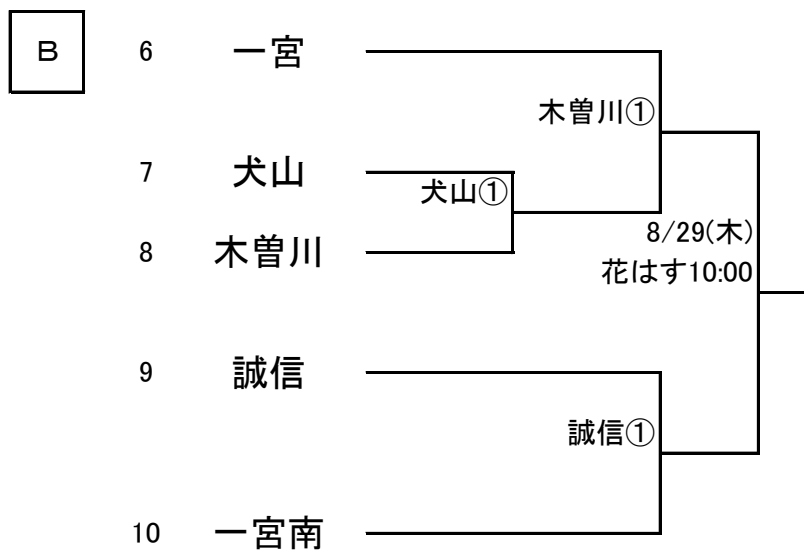 B
6 一宮
木曽川①
7 犬山
犬山①
8 木曽川
8/29(木)
花はす10:00
9 誠信
誠信①
10 一宮南